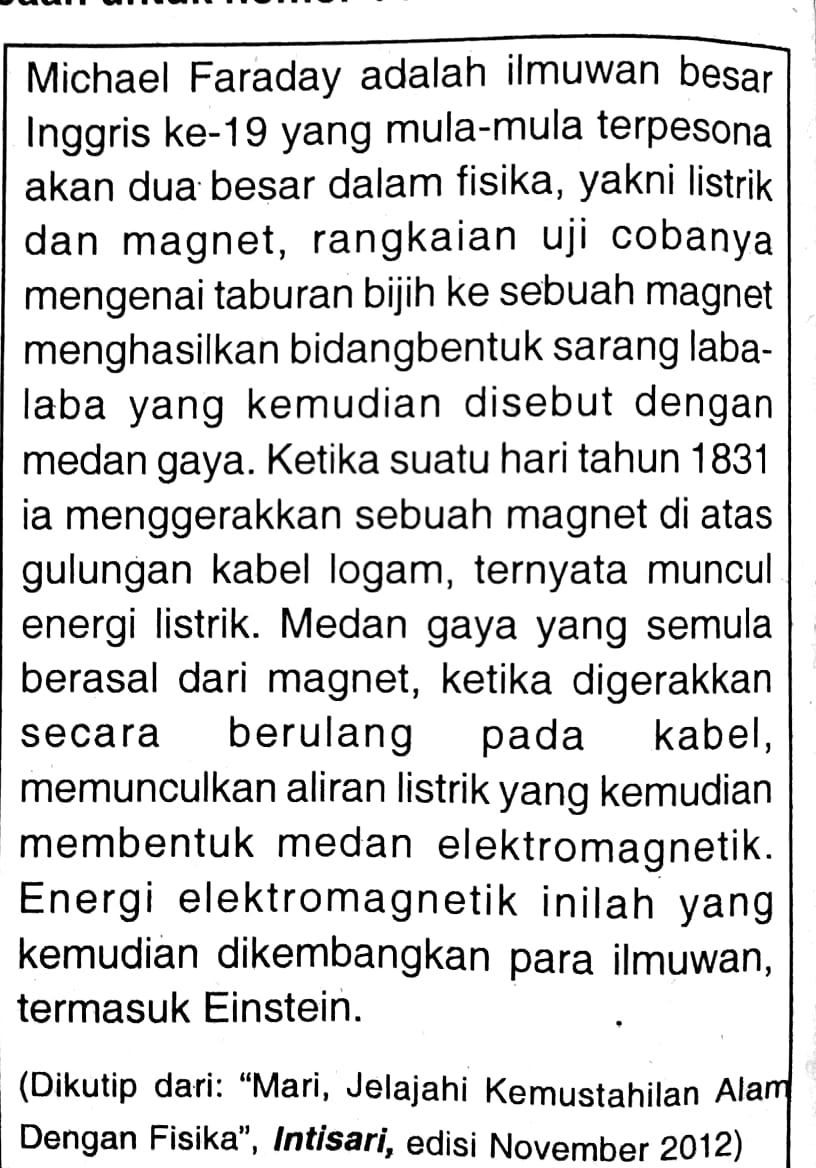 Michael Faraday adalah ilmuwan besar
Inggris ke-19 yang mula-mula terpesona
akan dua besar dalam fisika, yakni listrik
dan magnet, rangkaian uji cobanya
mengenai taburan bijih ke sebuah magnet
menghasilkan bidangbentuk sarang laba-
laba yang kemudian disebut dengan
medan gaya. Ketika suatu hari tahun 1831
ia menggerakkan sebuah magnet di atas
gulungan kabel logam, ternyata muncul
energi listrik. Medan gaya yang semula
berasal dari magnet, ketika digerakkan
secara berulang pada kabel,
memunculkan aliran listrik yang kemudian
membentuk medan elektromagnetik.
Energi elektromagnetik inilah yang
kemudian dikembangkan para ilmuwan,
termasuk Einstein.
(Dikutip dari: “Mari, Jelajahi Kemustahilan Alam
Dengan Fisika”, Intisari, edisi November 2012)